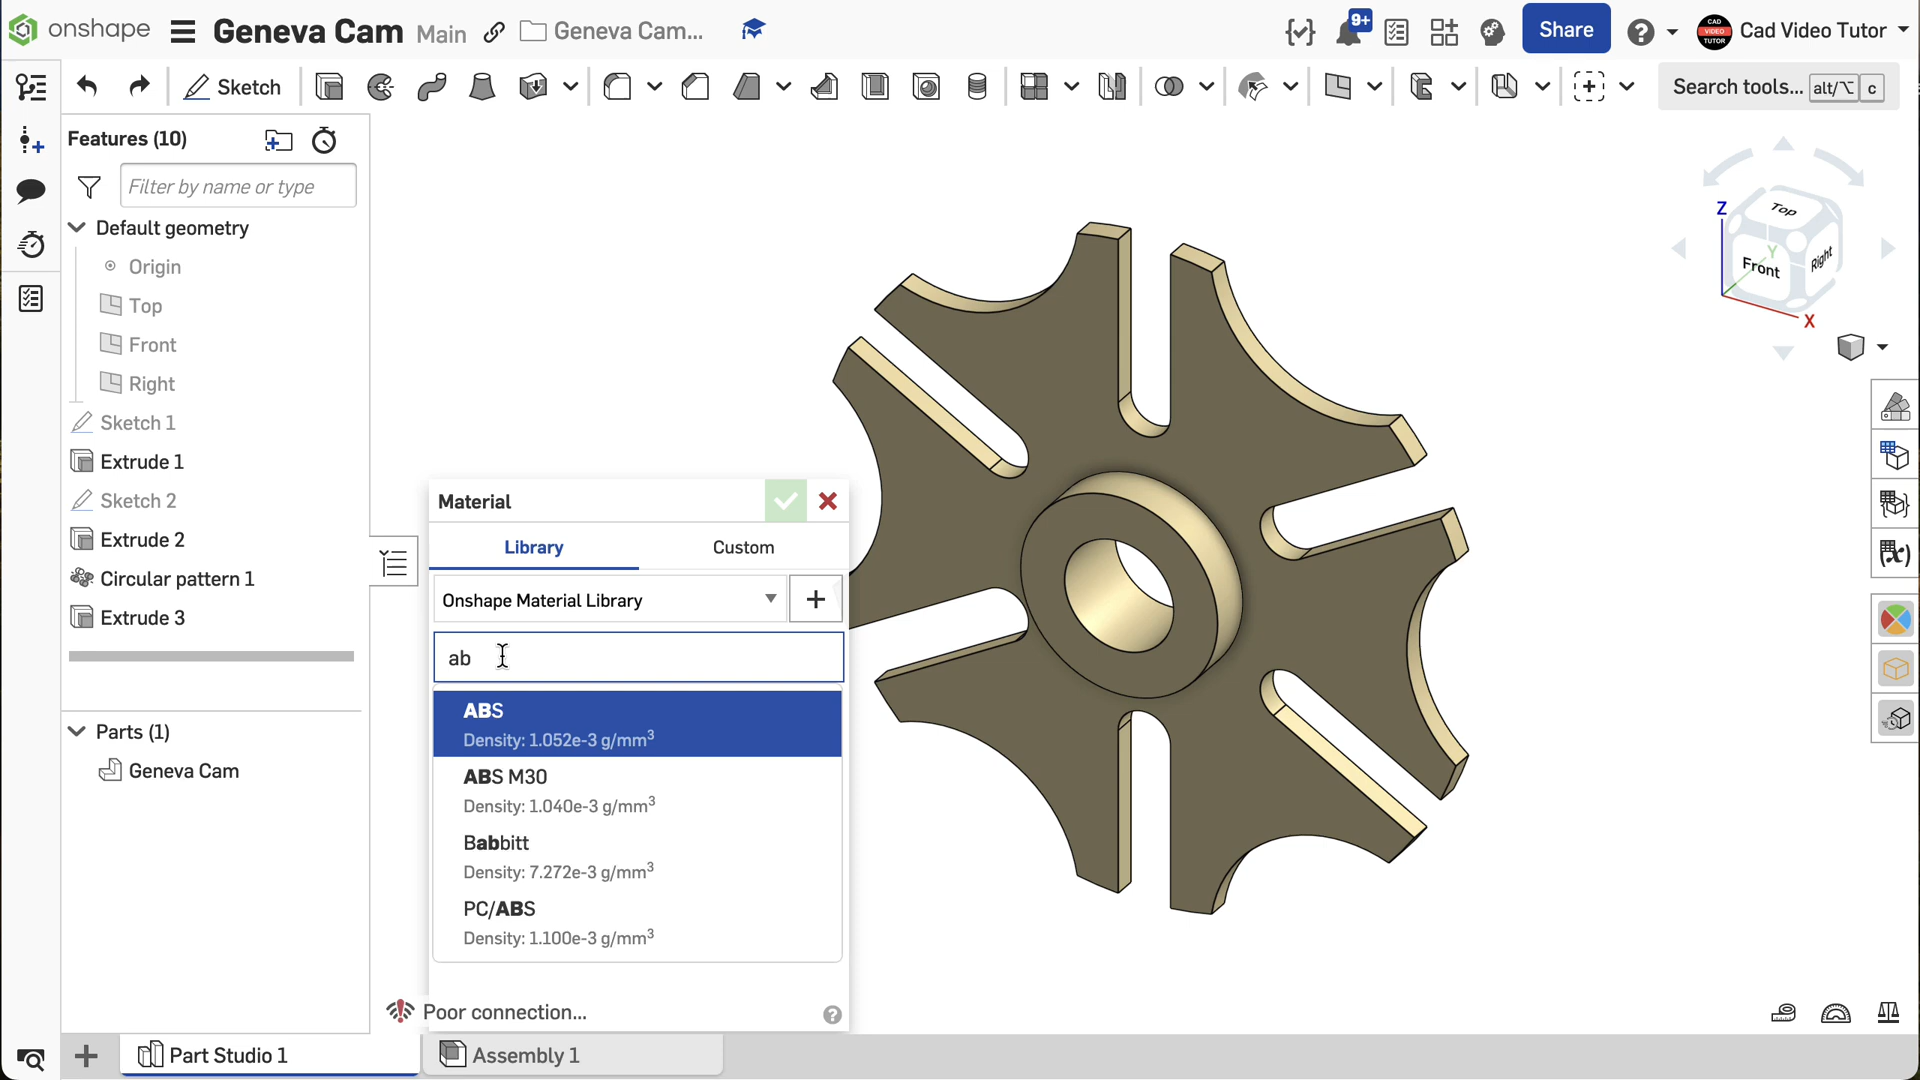 onshape
Geneva Cam Main
Geneva Cam...
9+
Share
CAD
VIDEO
TUTOR
Cad Video Tutor
Sketch
Search tools... alt/⌥ c
Features (10)
Filter by name or type
Default geometry
Origin
Top
Front
Right
Sketch 1
Extrude 1
Sketch 2
Extrude 2
Circular pattern 1
Extrude 3
Parts (1)
Geneva Cam
Material
Library
Custom
Onshape Material Library
ab
ABS
Density: 1.052e-3 g/mm³
ABS M30
Density: 1.040e-3 g/mm³
Babbitt
Density: 7.272e-3 g/mm³
PC/ABS
Density: 1.100e-3 g/mm³
Poor connection...
Z
Top
Y
Front
Right
X
(x)
Part Studio 1
Assembly 1